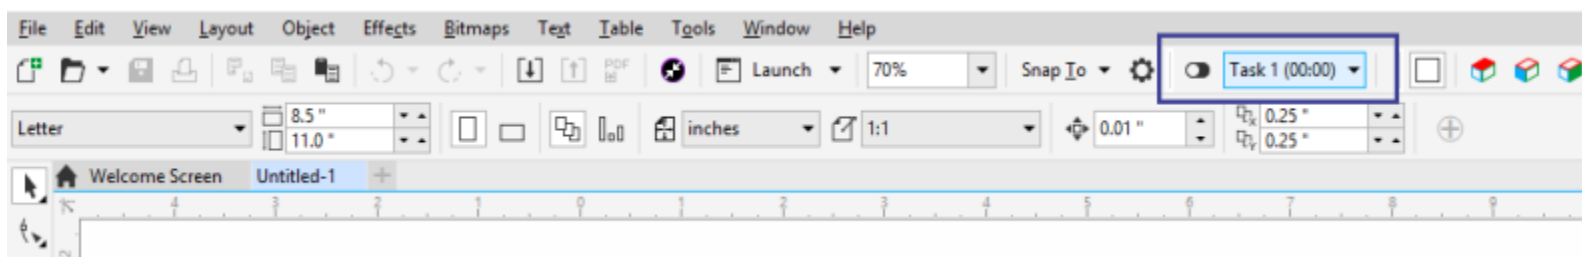 File Edit View Layout Object Effects Bitmaps Text Table Tools Window Help
PDF Launch 70% Snap To Task 1 (00:00)
Letter 8.5 " 11.0 " inches 1:1 0.01 " 0.25 " 0.25 "
Welcome Screen Untitled-1
4 3 2 1 0 1 2 3 4 5 6 7 8 9